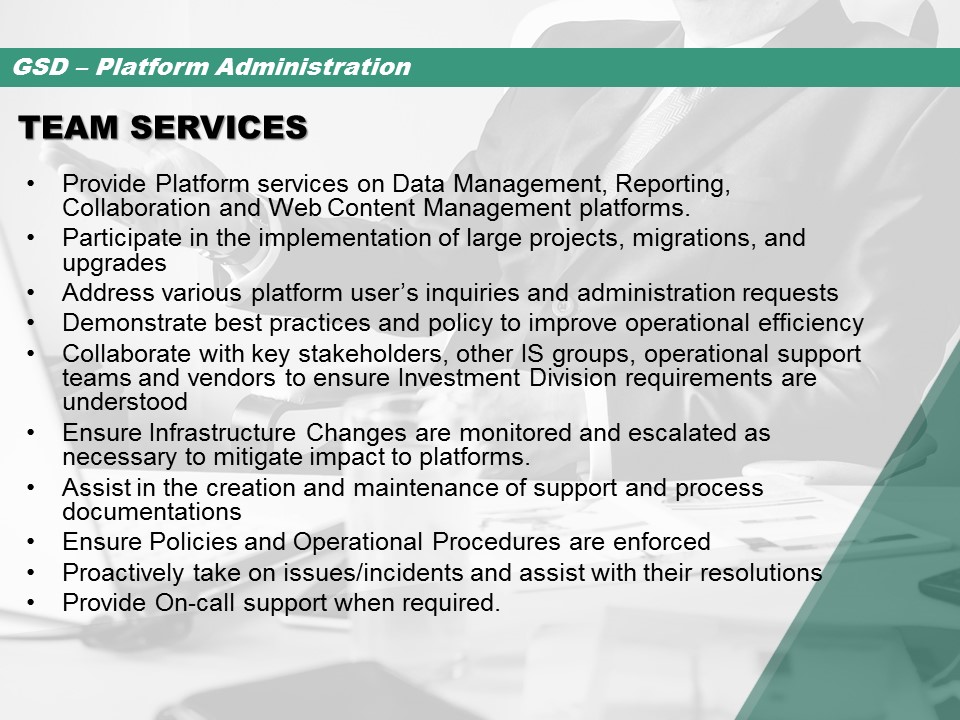 GSD – Platform Administration
TEAM SERVICES
• Provide Platform services on Data Management, Reporting,
Collaboration and Web Content Management platforms.
• Participate in the implementation of large projects, migrations, and
upgrades
• Address various platform user’s inquiries and administration requests
• Demonstrate best practices and policy to improve operational efficiency
• Collaborate with key stakeholders, other IS groups, operational support
teams and vendors to ensure Investment Division requirements are
understood
• Ensure Infrastructure Changes are monitored and escalated as
necessary to mitigate impact to platforms.
• Assist in the creation and maintenance of support and process
documentations
• Ensure Policies and Operational Procedures are enforced
• Proactively take on issues/incidents and assist with their resolutions
• Provide On-call support when required.